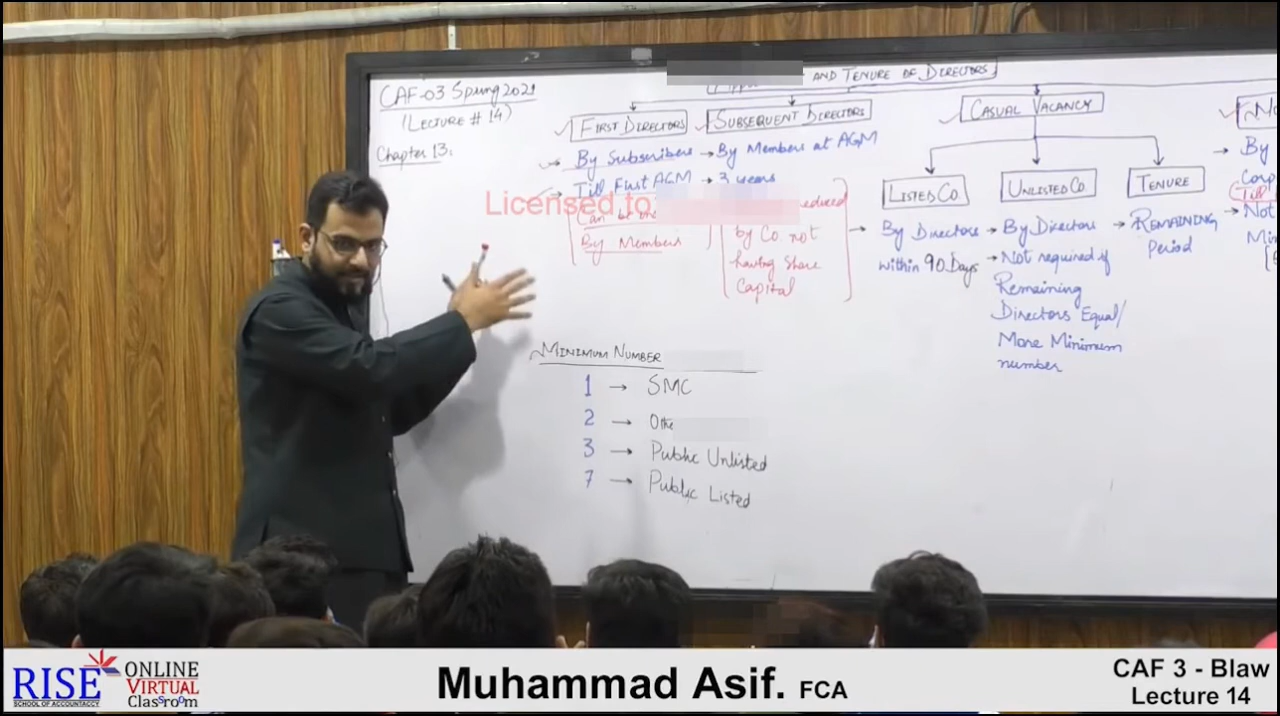 CAF-03 Spring 2021
(LECTURE # 14)
Chapter 13:
AND TENURE OF DIRECTORS
FIRST DIRECTORS
By Subscribers
Till First AGM
By Members
SUBSEQUENT DIRECTORS
By Members at AGM
3 years
reduced
by Co. not
having Share
Capital
Licensed to:
CASUAL VACANCY
LISTED CO
By Directors
within 90 Days
UNLISTED CO
By Directors
Not required if
Remaining
Directors Equal/
More Minimum
number
TENURE
REMAINING
Period
By
Not
MINIMUM NUMBER
1 → SMC
2 →
3 → Public Unlisted
7 → Public Listed
RISE
SCHOOL OF ACCOUNTACY
ONLINE
VIRTUAL
Classroom
Muhammad Asif. FCA
CAF 3 - Blaw
Lecture 14